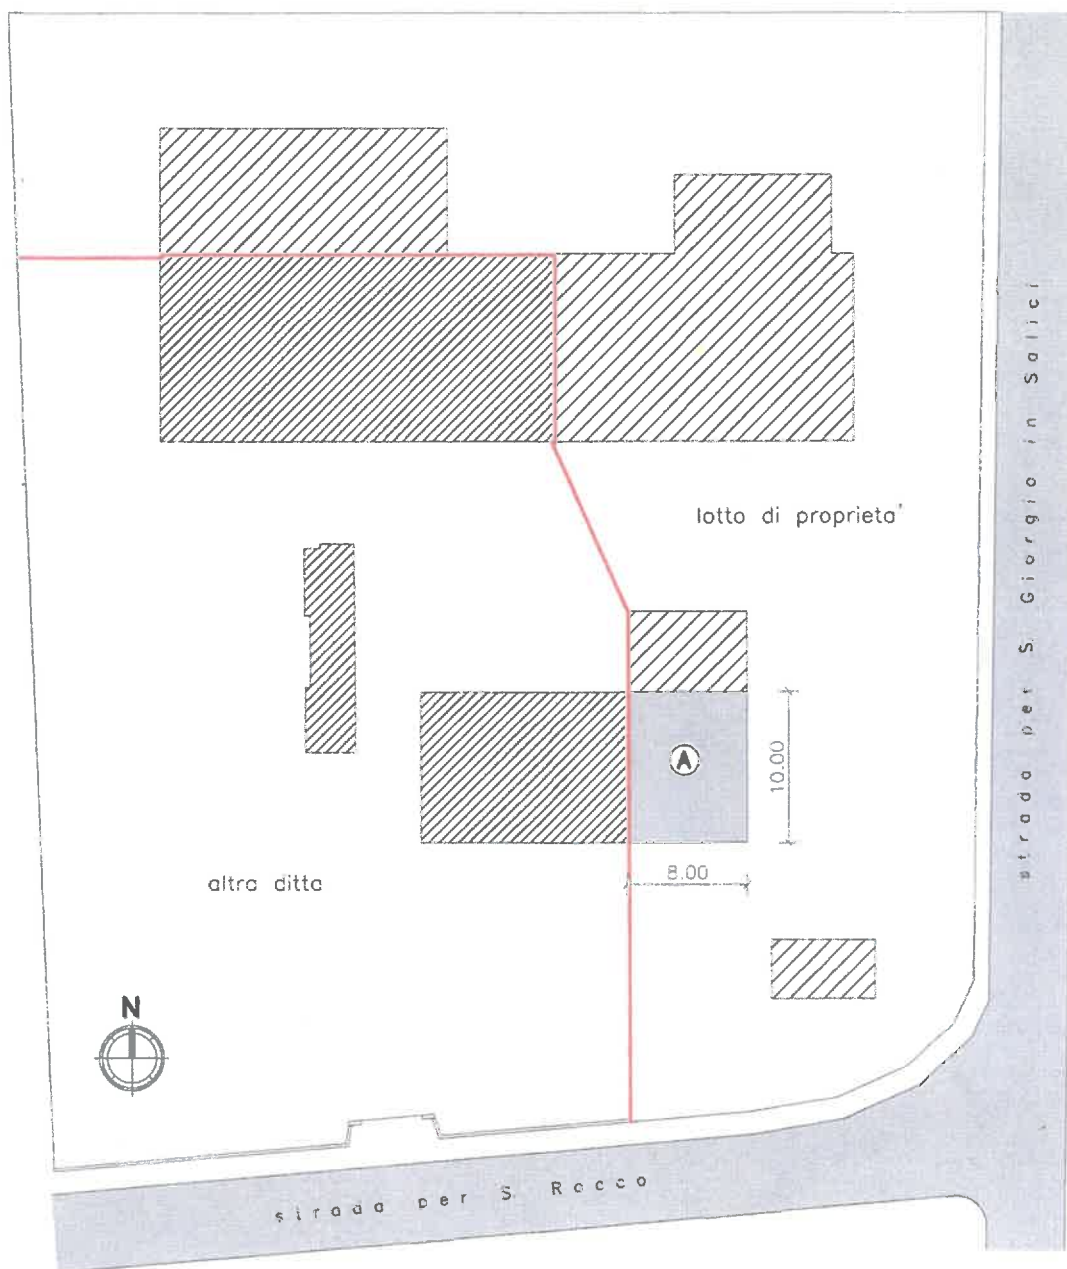 strada per S. Giorgio in Salici
lotto di proprieta'
A
10.00
8.00
altra ditta
N
strada per S. Rocco